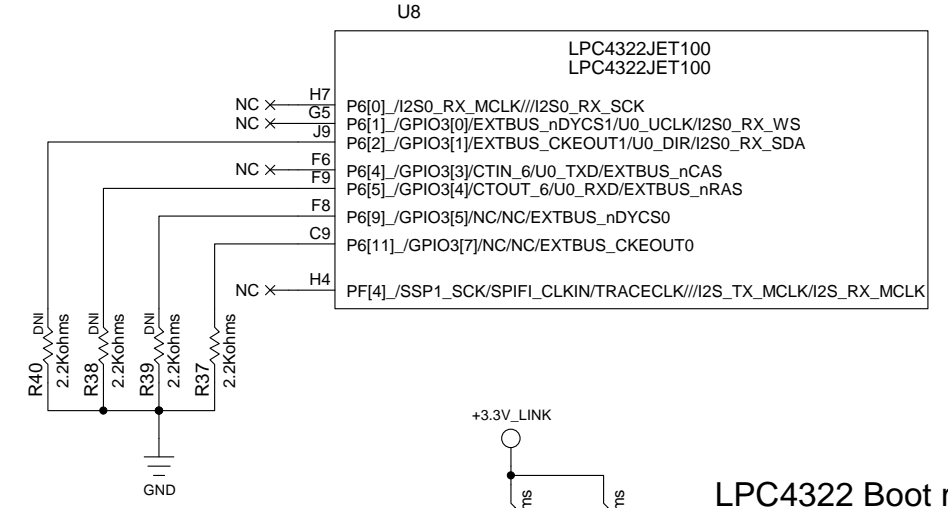 U8
LPC4322JET100
LPC4322JET100
NC H7 P6[0]_/I2S0_RX_MCLK///I2S0_RX_SCK
NC G5 P6[1]_/GPIO3[0]/EXTBUS_nDYCS1/U0_UCLK/I2S0_RX_WS
J9 P6[2]_/GPIO3[1]/EXTBUS_CKEOUT1/U0_DIR/I2S0_RX_SDA
NC F6 P6[4]_/GPIO3[3]/CTIN_6/U0_TXD/EXTBUS_nCAS
F9 P6[5]_/GPIO3[4]/CTOUT_6/U0_RXD/EXTBUS_nRAS
F8 P6[9]_/GPIO3[5]/NC/NC/EXTBUS_nDYCS0
C9 P6[11]_/GPIO3[7]/NC/NC/EXTBUS_CKEOUT0
NC H4 PF[4]_/SSP1_SCK/SPIFI_CLKIN/TRACECLK///I2S_TX_MCLK/I2S_RX_MCLK
R40 DNI 2.2Kohms
R38 2.2Kohms
R39 DNI 2.2Kohms
R37 2.2Kohms
GND
+3.3V_LINK
LPC4322 Boot